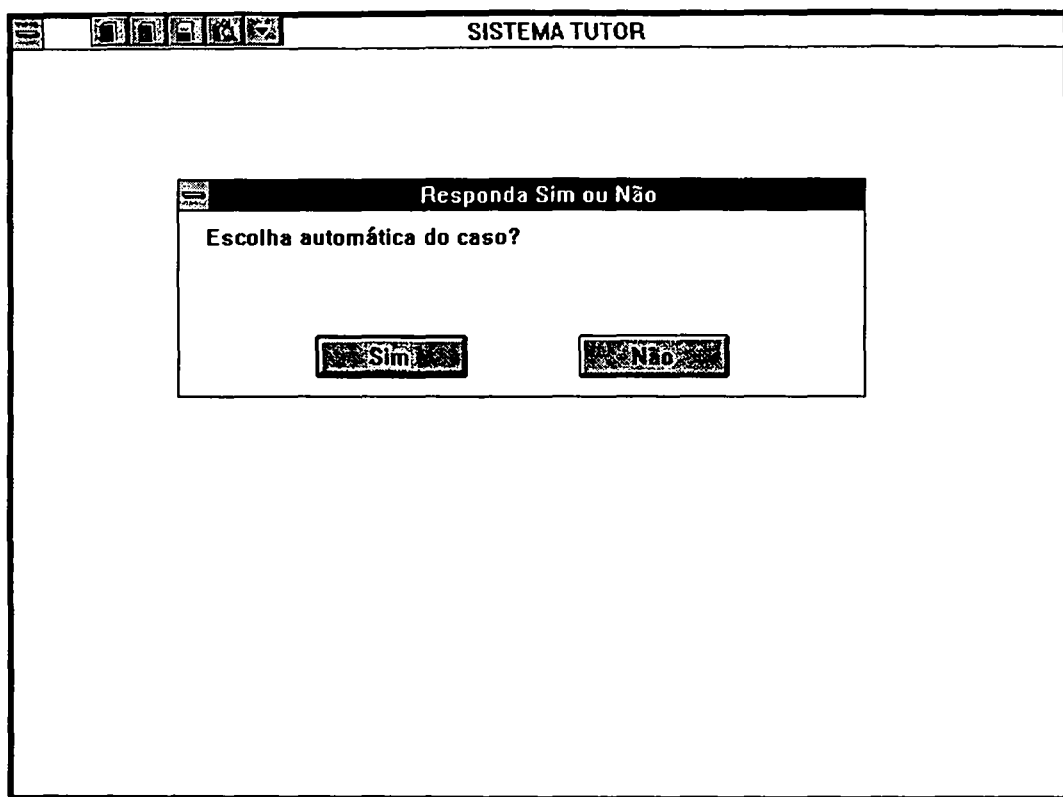 SISTEMA TUTOR
Responda Sim ou Não
Escolha automática do caso?
Sim Não